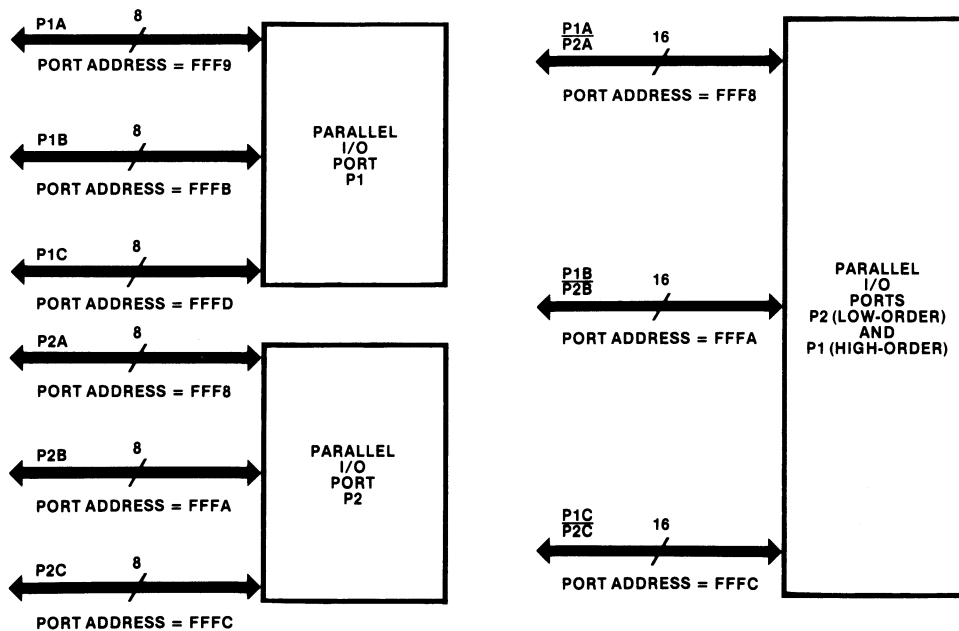 P1A
8
PORT ADDRESS = FFF9
P1B
8
PORT ADDRESS = FFFB
P1C
8
PORT ADDRESS = FFFD
PARALLEL
I/O
PORT
P1
P2A
8
PORT ADDRESS = FFF8
P2B
8
PORT ADDRESS = FFFA
P2C
8
PORT ADDRESS = FFFC
PARALLEL
I/O
PORT
P2
P1A
P2A
16
PORT ADDRESS = FFF8
P1B
P2B
16
PORT ADDRESS = FFFA
P1C
P2C
16
PORT ADDRESS = FFFC
PARALLEL
I/O
PORTS
P2 (LOW-ORDER)
AND
P1 (HIGH-ORDER)